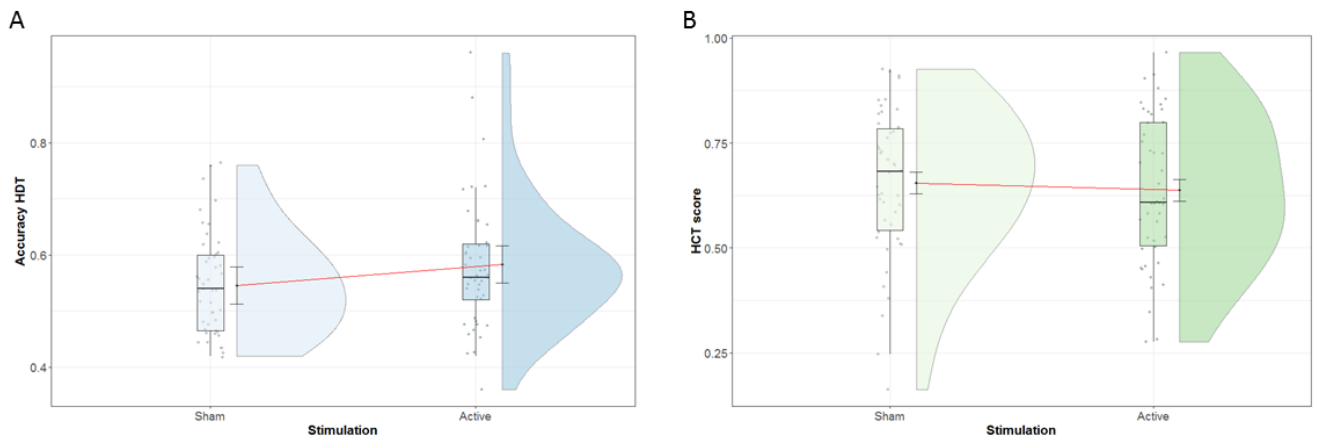 A
Accuracy HDT
0.8
0.6
0.4
Sham
Active
Stimulation
B
HCT score
1.00
0.75
0.50
0.25
Sham
Active
Stimulation